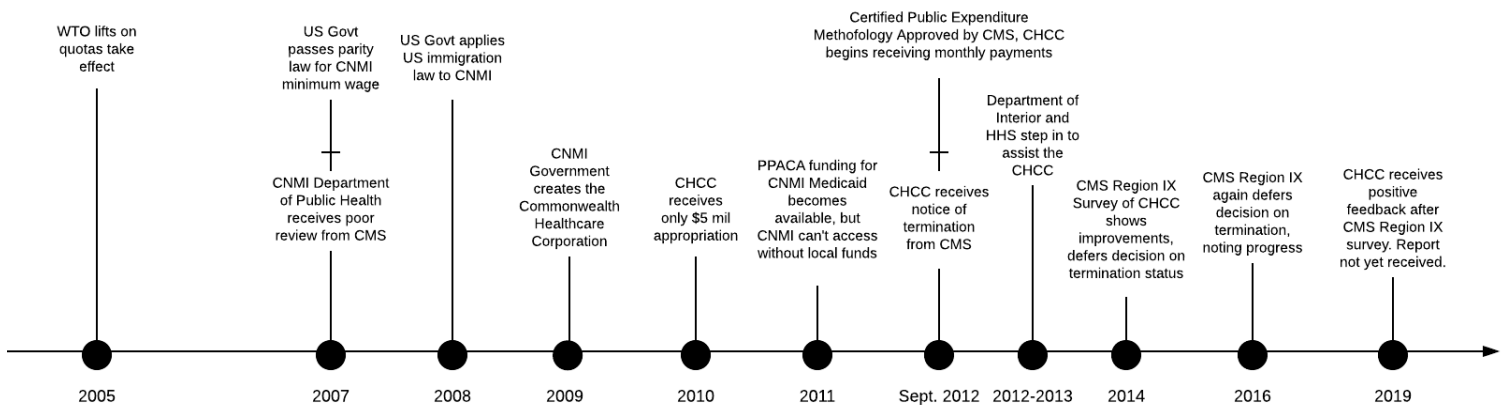 WTO lifts on
quotas take
effect
US Govt
passes parity
law for CNMI
minimum wage
CNMI Department
of Public Health
receives poor
review from CMS
US Govt applies
US immigration
law to CNMI
CNMI
Government
creates the
Commonwealth
Healthcare
Corporation
CHCC
receives
only $5 mil
appropriation
PPACA funding for
CNMI Medicaid
becomes
available, but
CNMI can't access
without local funds
Certified Public Expenditure
Methofology Approved by CMS, CHCC
begins receiving monthly payments
CHCC receives
notice of
termination
from CMS
Department of
Interior and
HHS step in to
assist the
CHCC
CMS Region IX
Survey of CHCC
shows
improvements,
defers decision on
termination status
CMS Region IX
again defers
decision on
termination,
noting progress
CHCC receives
positive
feedback after
CMS Region IX
survey. Report
not yet received.
2005
2007
2008
2009
2010
2011
Sept. 2012
2012-2013
2014
2016
2019